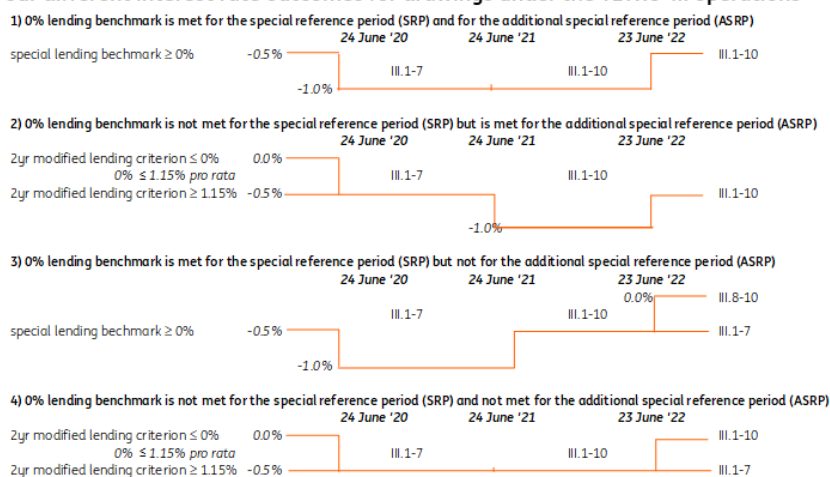 1) 0% lending benchmark is met for the special reference period (SRP) and for the additional special reference period (ASRP)
24 June '20 24 June '21 23 June '22
special lending bechmark ≥ 0% -0.5% III.1-10
III.1-7 III.1-10
-1.0%
2) 0% lending benchmark is not met for the special reference period (SRP) but is met for the additional special reference period (ASRP)
24 June '20 24 June '21 23 June '22
2yr modified lending criterion ≤ 0% 0.0%
0% ≤ 1.15% pro rata III.1-7 III.1-10
2yr modified lending criterion ≥ 1.15% -0.5% III.1-10
-1.0%
3) 0% lending benchmark is met for the special reference period (SRP) but not for the additional special reference period (ASRP)
24 June '20 24 June '21 23 June '22
0.0% III.8-10
III.1-7 III.1-10
special lending bechmark ≥ 0% -0.5% III.1-7
-1.0%
4) 0% lending benchmark is not met for the special reference period (SRP) and not met for the additional special reference period (ASRP)
24 June '20 24 June '21 23 June '22
2yr modified lending criterion ≤ 0% 0.0% III.1-10
0% ≤ 1.15% pro rata III.1-7 III.1-10
2yr modified lending criterion ≥ 1.15% -0.5% III.1-7